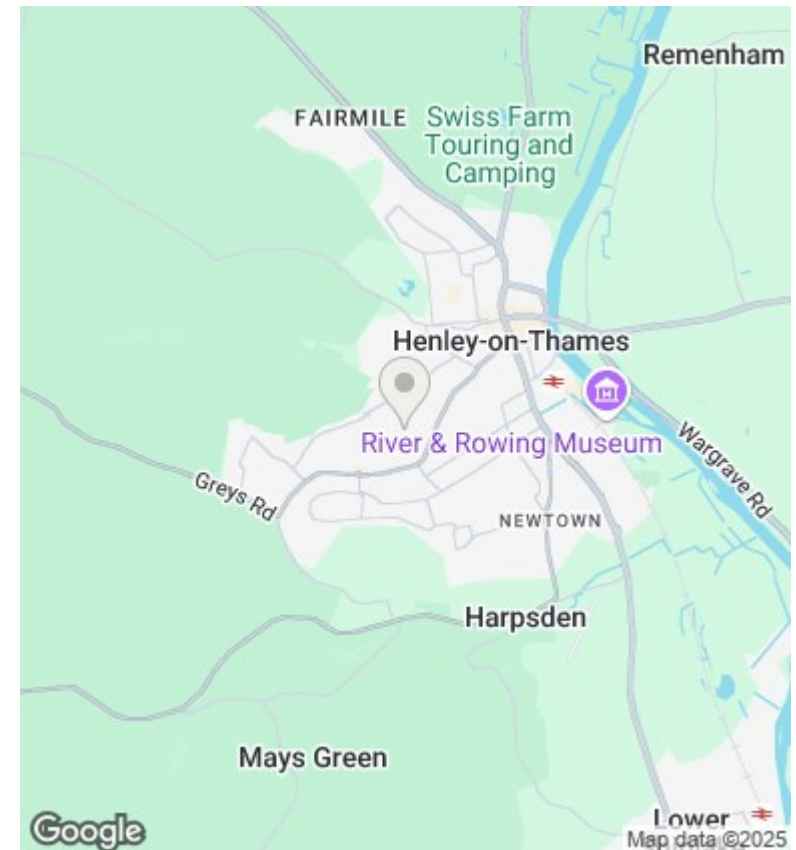 Remenham
FAIRMILE
Swiss Farm
Touring and
Camping
Henley-on-Thames
River & Rowing Museum
Wargrave Rd
Greys Rd
NEWTOWN
Harpsden
Mays Green
Lower
Google
Map data ©2025